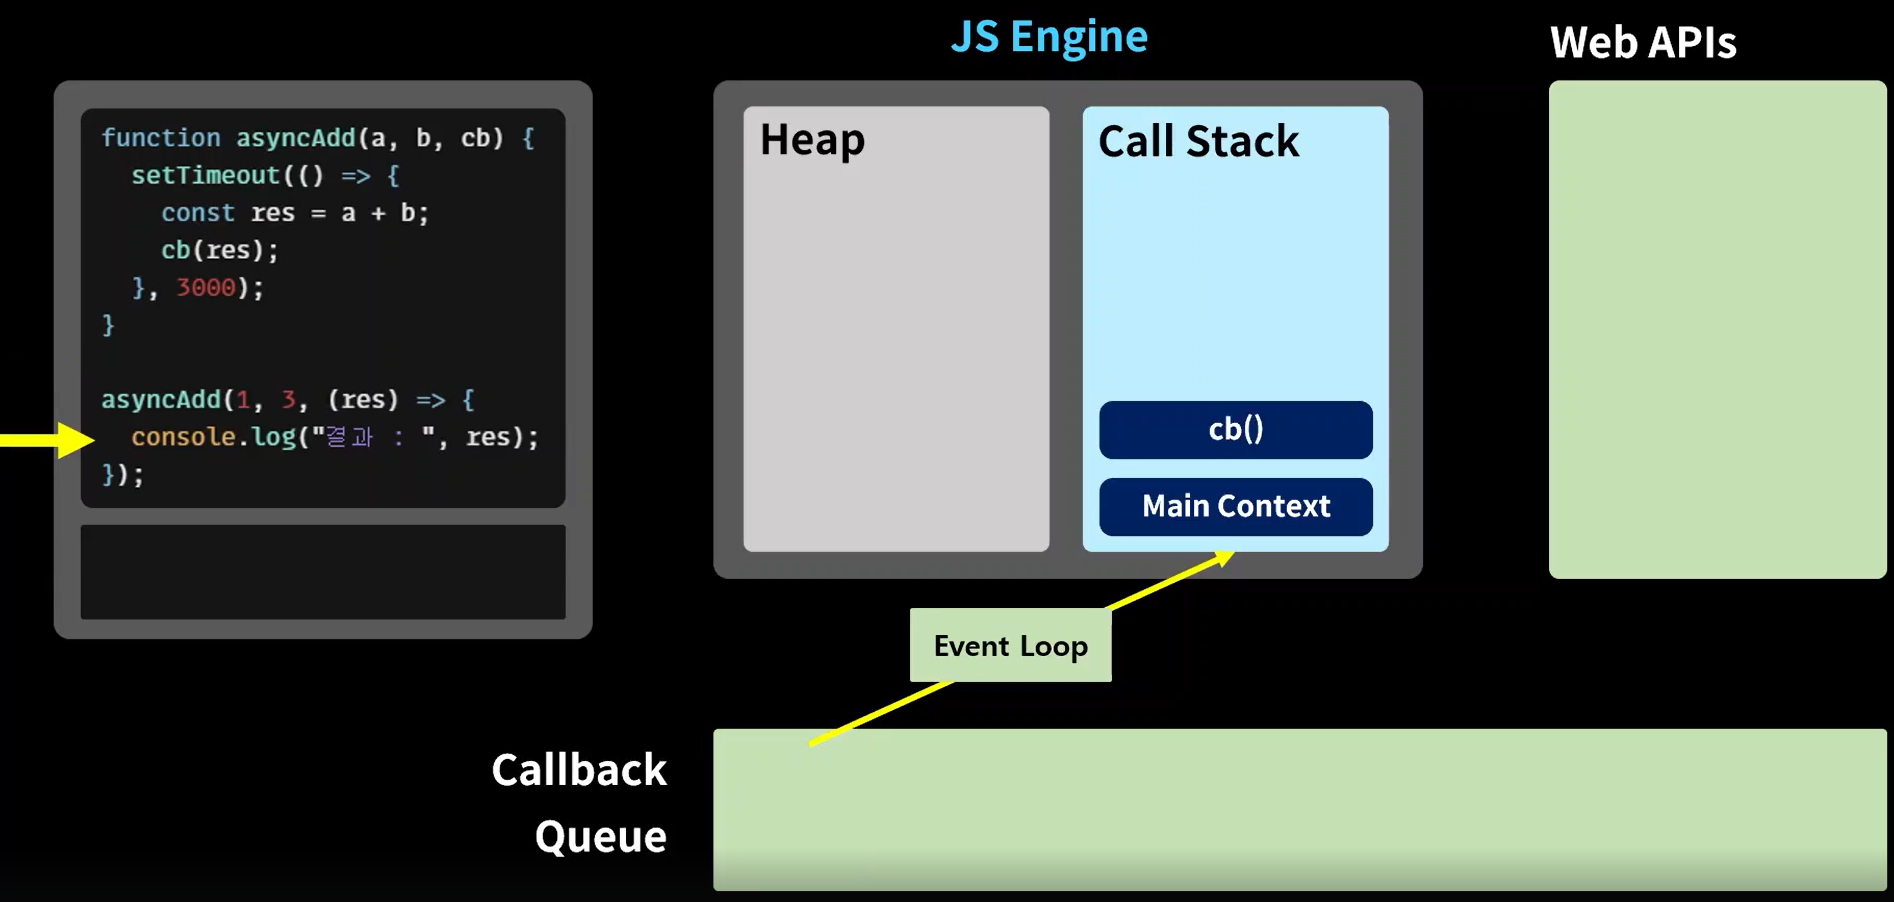 JS Engine
Web APIs
function asyncAdd(a, b, cb) {
  setTimeout(() => {
    const res = a + b;
    cb(res);
  }, 3000);
}
asyncAdd(1, 3, (res) => {
  console.log("결과 : ", res);
});
Heap
Call Stack
cb()
Main Context
Event Loop
Callback
Queue